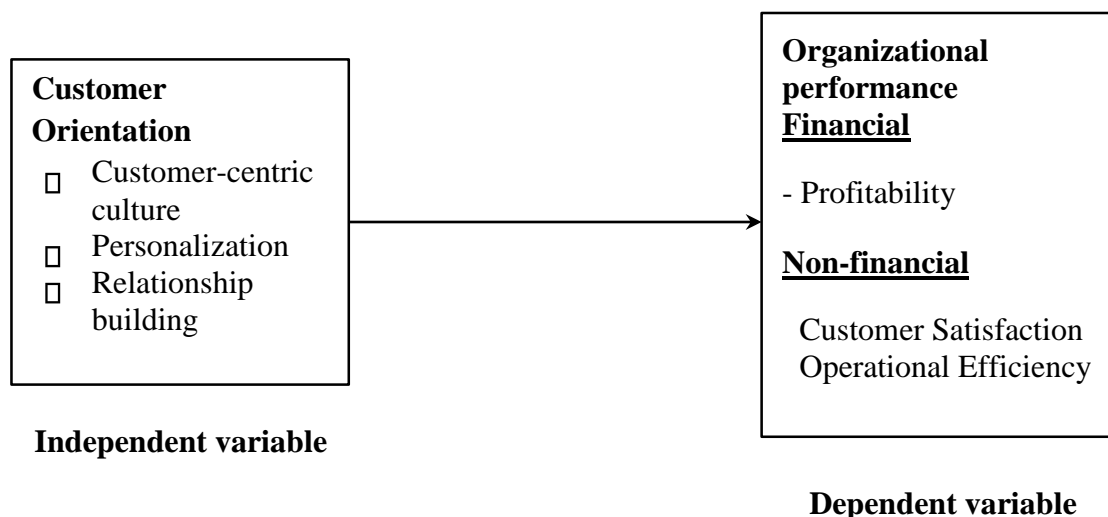 Customer
Orientation
▯ Customer-centric
culture
▯ Personalization
▯ Relationship
building
Independent variable
Organizational
performance
Financial
- Profitability
Non-financial
Customer Satisfaction
Operational Efficiency
Dependent variable